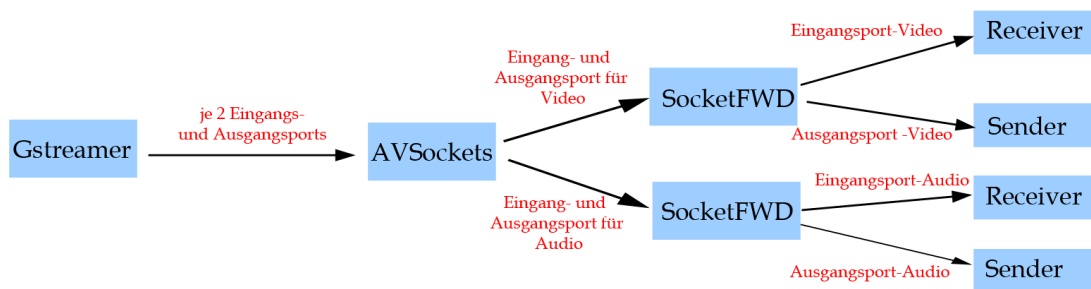 Gstreamer
je 2 Eingangs-
und Ausgangsports
AVSockets
Eingang- und
Ausgangsport für
Video
SocketFWD
Eingangsport-Video
Receiver
Ausgangsport -Video
Sender
Eingang- und
Ausgangsport für
Audio
SocketFWD
Eingangsport-Audio
Receiver
Ausgangsport-Audio
Sender